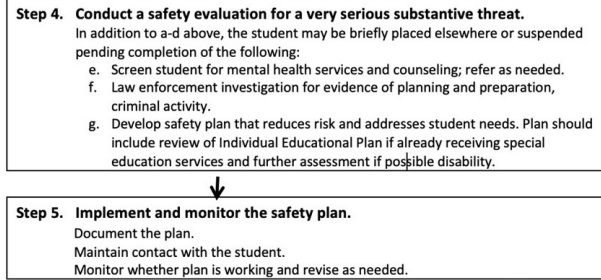 Step 4. Conduct a safety evaluation for a very serious substantive threat.
In addition to a-d above, the student may be briefly placed elsewhere or suspended
pending completion of the following:
e. Screen student for mental health services and counseling; refer as needed.
f. Law enforcement investigation for evidence of planning and preparation,
criminal activity.
g. Develop safety plan that reduces risk and addresses student needs. Plan should
include review of Individual Educational Plan if already receiving special
education services and further assessment if possible disability.
Step 5. Implement and monitor the safety plan.
Document the plan.
Maintain contact with the student.
Monitor whether plan is working and revise as needed.